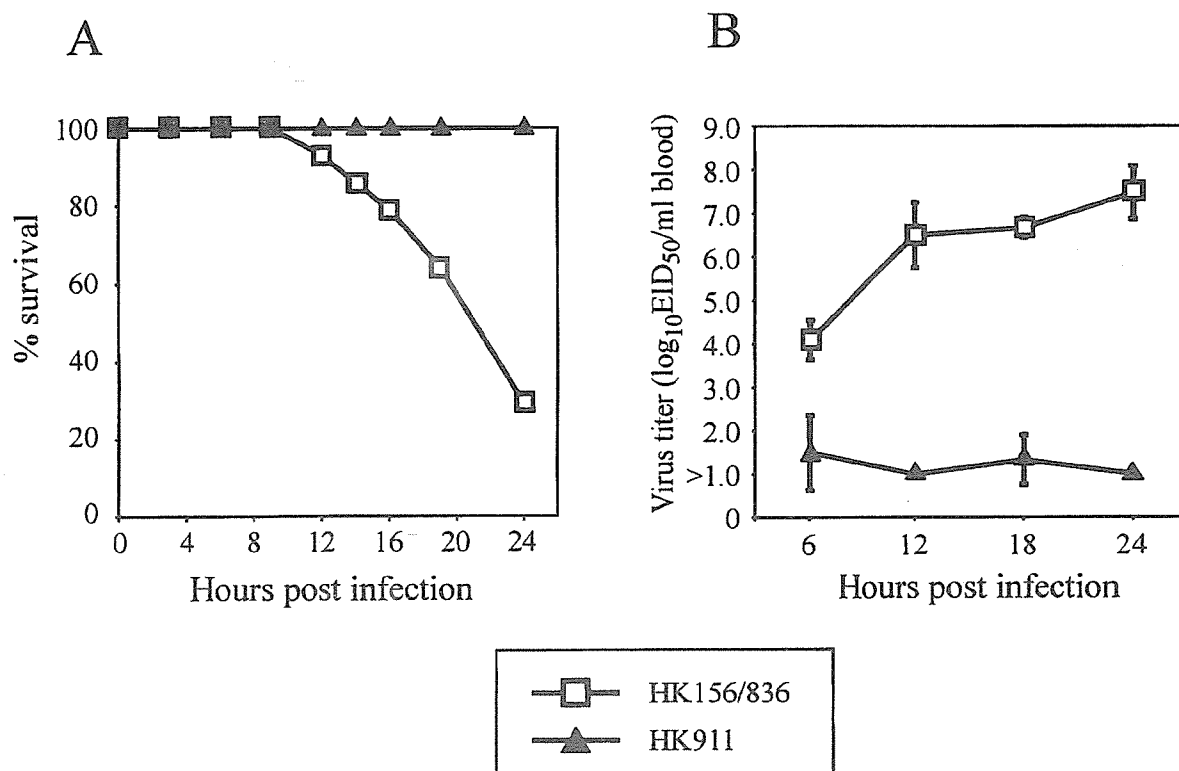 A
100
80
60
40
20
0
% survival
0 4 8 12 16 20 24
Hours post infection
B
9.0
8.0
7.0
6.0
5.0
4.0
3.0
2.0
>1.0
0
Virus titer (log10EID50/ml blood)
6 12 18 24
Hours post infection
HK156/836
HK911